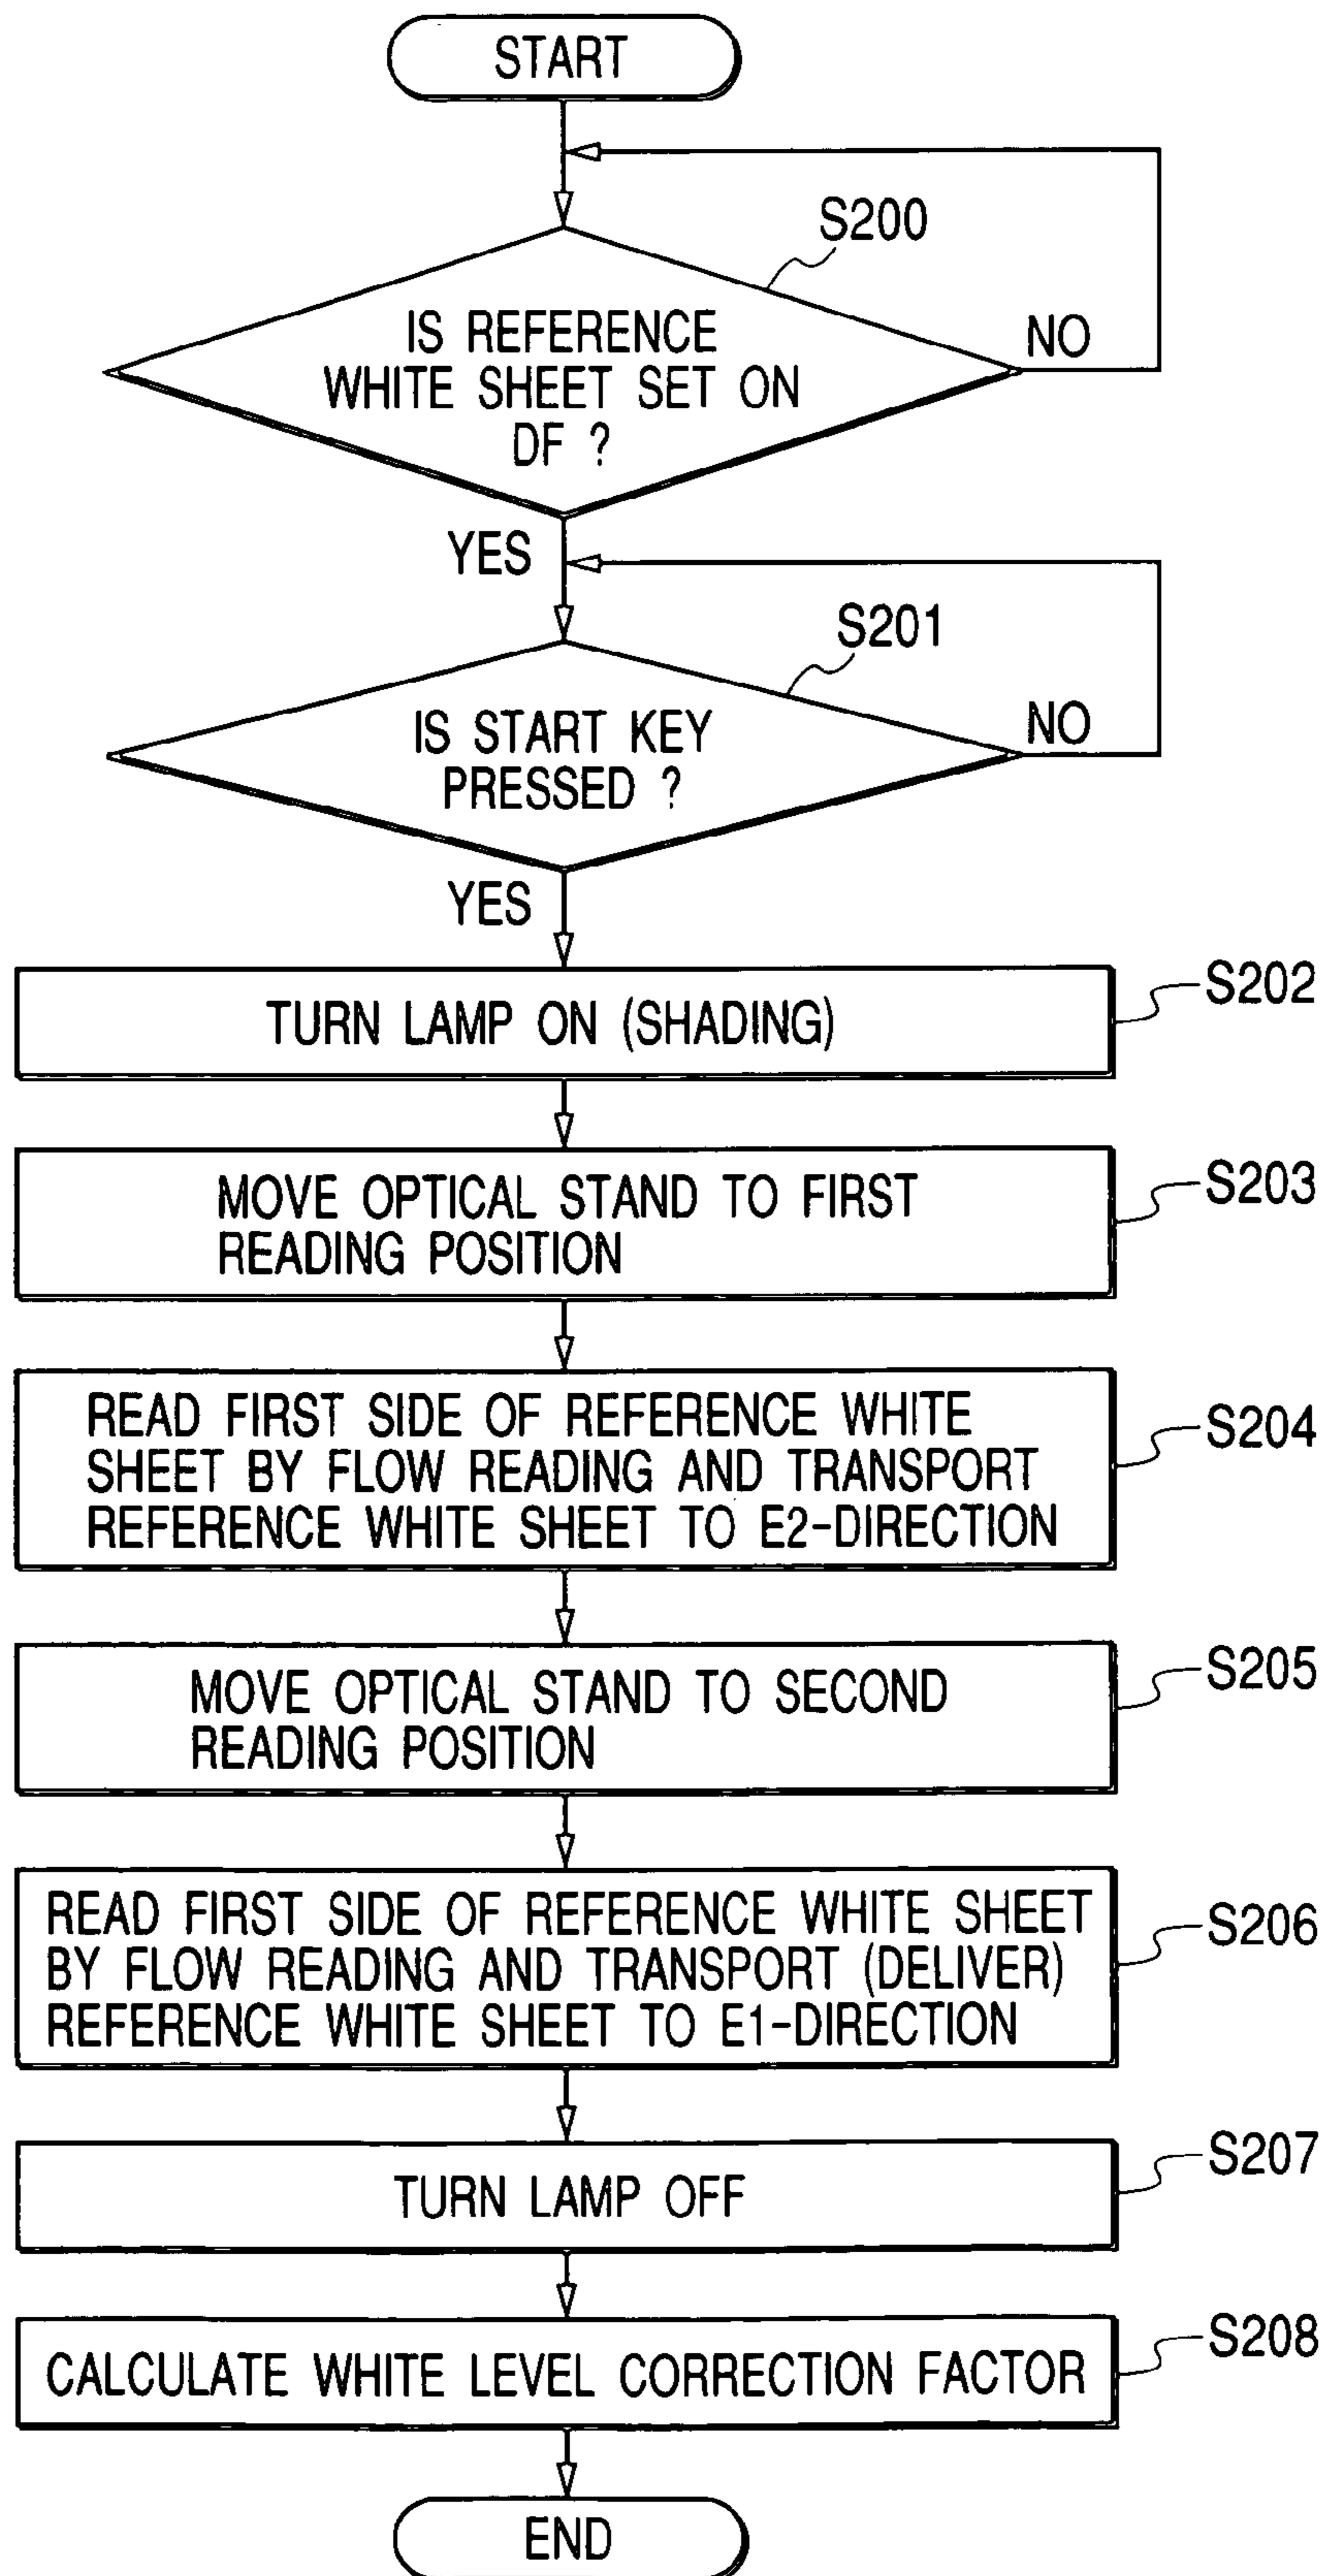 START
S200
IS REFERENCE
WHITE SHEET SET ON
DF ?
NO
YES
S201
IS START KEY
PRESSED ?
NO
YES
TURN LAMP ON (SHADING)
S202
MOVE OPTICAL STAND TO FIRST
READING POSITION
S203
READ FIRST SIDE OF REFERENCE WHITE
SHEET BY FLOW READING AND TRANSPORT
REFERENCE WHITE SHEET TO E2-DIRECTION
S204
MOVE OPTICAL STAND TO SECOND
READING POSITION
S205
READ FIRST SIDE OF REFERENCE WHITE SHEET
BY FLOW READING AND TRANSPORT (DELIVER)
REFERENCE WHITE SHEET TO E1-DIRECTION
S206
TURN LAMP OFF
S207
CALCULATE WHITE LEVEL CORRECTION FACTOR
S208
END